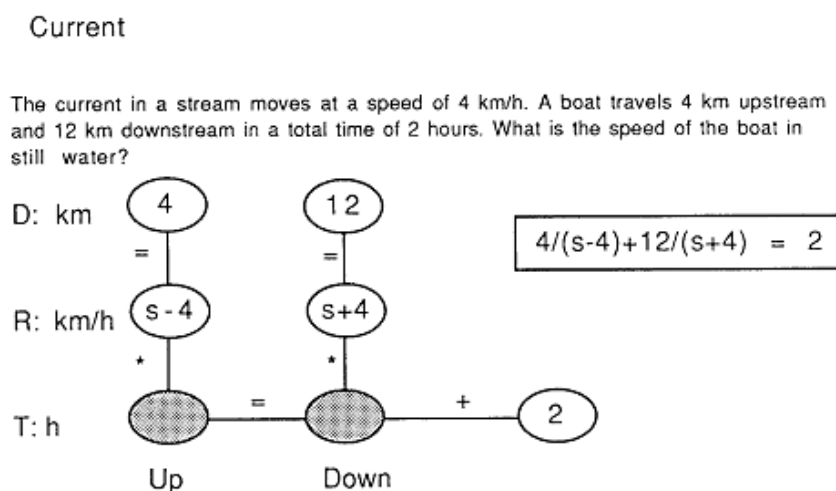 Current
The current in a stream moves at a speed of 4 km/h. A boat travels 4 km upstream
and 12 km downstream in a total time of 2 hours. What is the speed of the boat in
still water?
D: km 4 12
4/(s-4)+12/(s+4) = 2
= =
R: km/h s-4 s+4
* *
T: h = + 2
Up Down